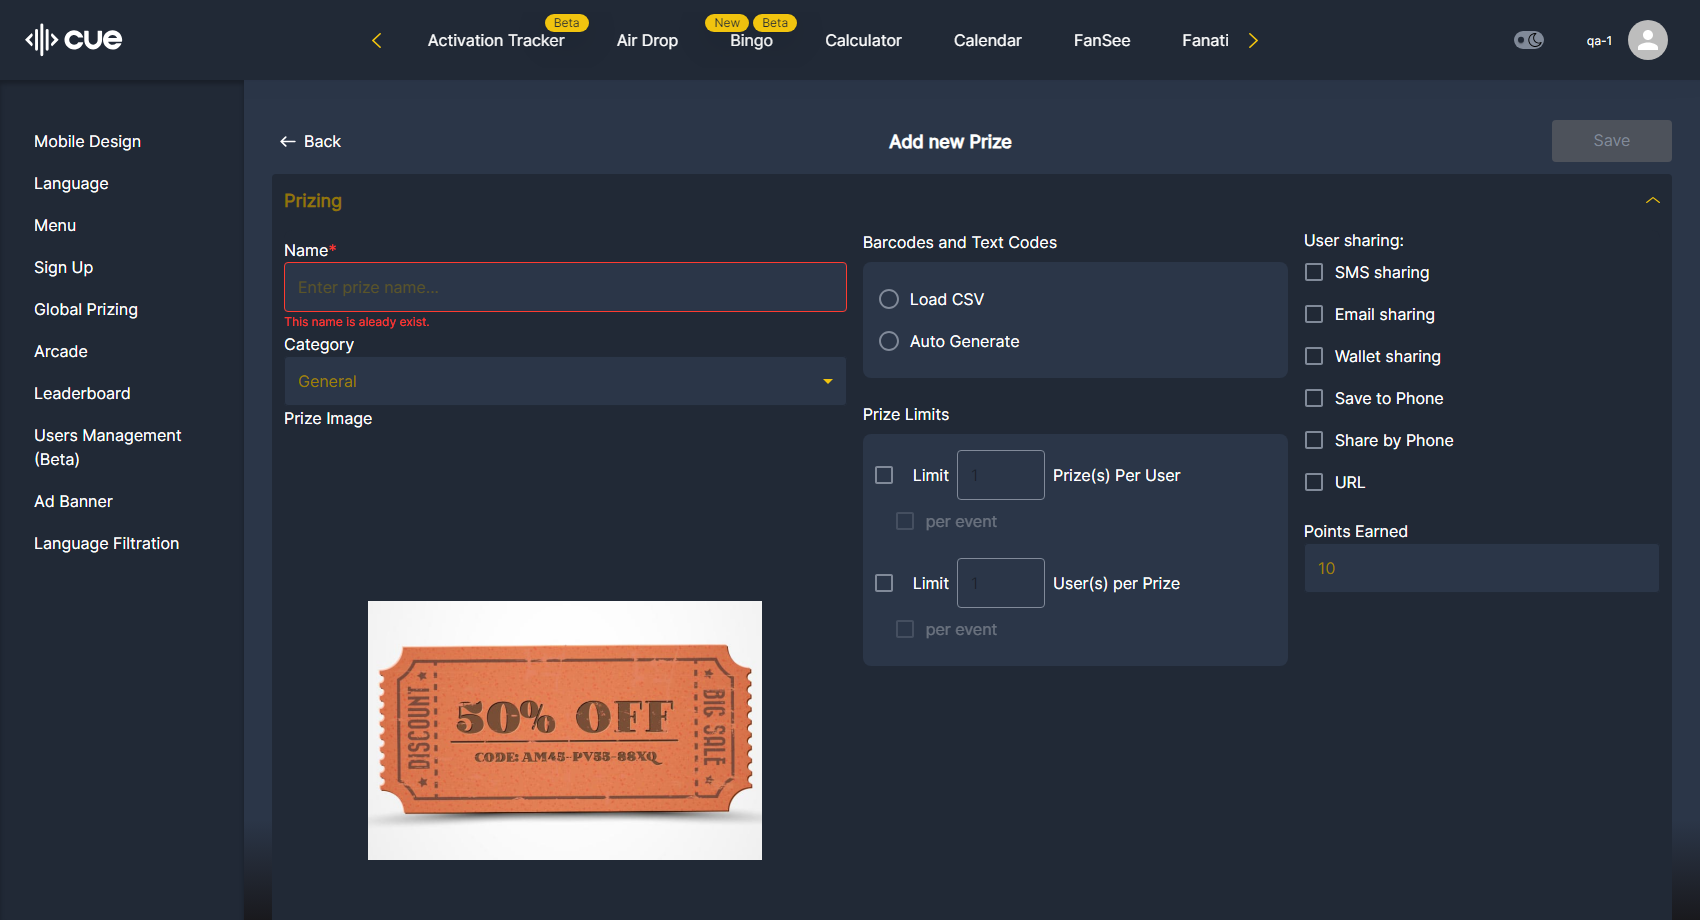 cue
Activation Tracker
Beta
Air Drop
New
Beta
Bingo
Calculator
Calendar
FanSee
Fanati
qa-1
Mobile Design
Language
Menu
Sign Up
Global Prizing
Arcade
Leaderboard
Users Management
(Beta)
Ad Banner
Language Filtration
Back
Add new Prize
Save
Prizing
Name*
Enter prize name...
This name is aleady exist.
Category
General
Prize Image
DISCOUNT
50% OFF
CODE: AM45-PV55-88XQ
BIG SALE
Barcodes and Text Codes
Load CSV
Auto Generate
Prize Limits
Limit 1 Prize(s) Per User
per event
Limit 1 User(s) per Prize
per event
User sharing:
SMS sharing
Email sharing
Wallet sharing
Save to Phone
Share by Phone
URL
Points Earned
10